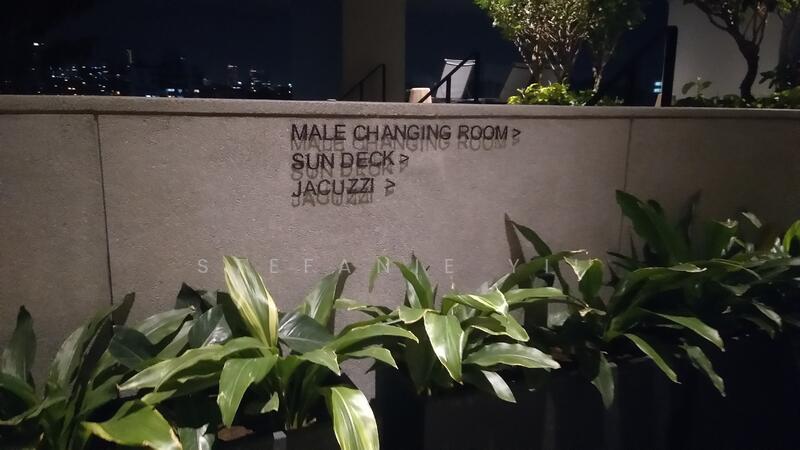 MALE CHANGING ROOM >
SUN DECK >
JACUZZI >